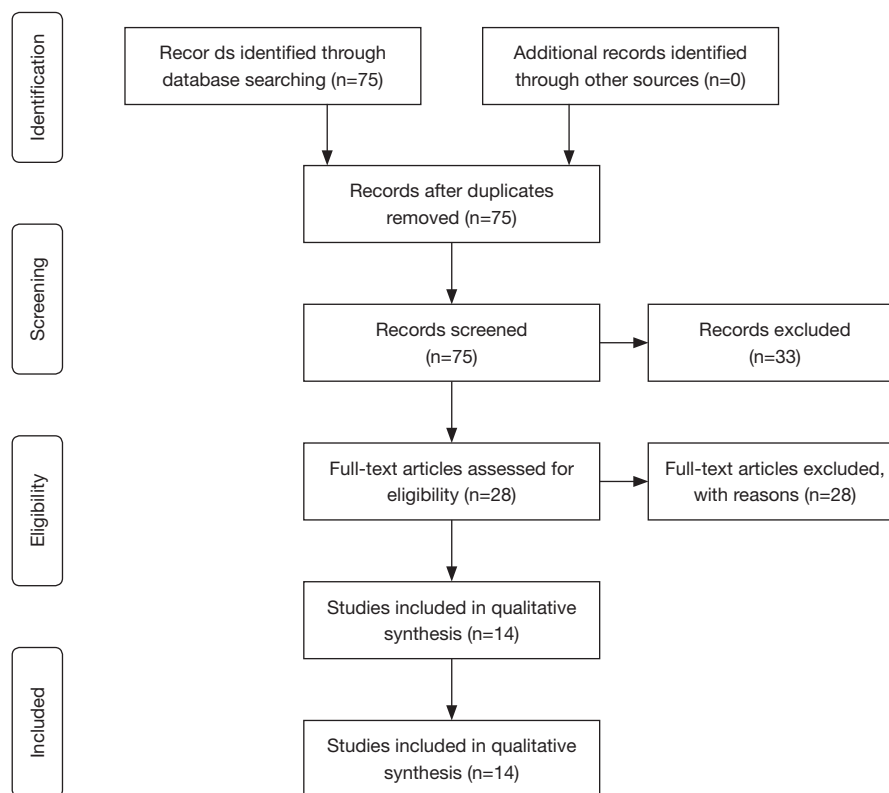 Identification
Recor ds identified through
database searching (n=75)
Additional records identified
through other sources (n=0)
Records after duplicates
removed (n=75)
Screening
Records screened
(n=75)
Records excluded
(n=33)
Eligibility
Full-text articles assessed for
eligibility (n=28)
Full-text articles excluded,
with reasons (n=28)
Studies included in qualitative
synthesis (n=14)
Included
Studies included in qualitative
synthesis (n=14)